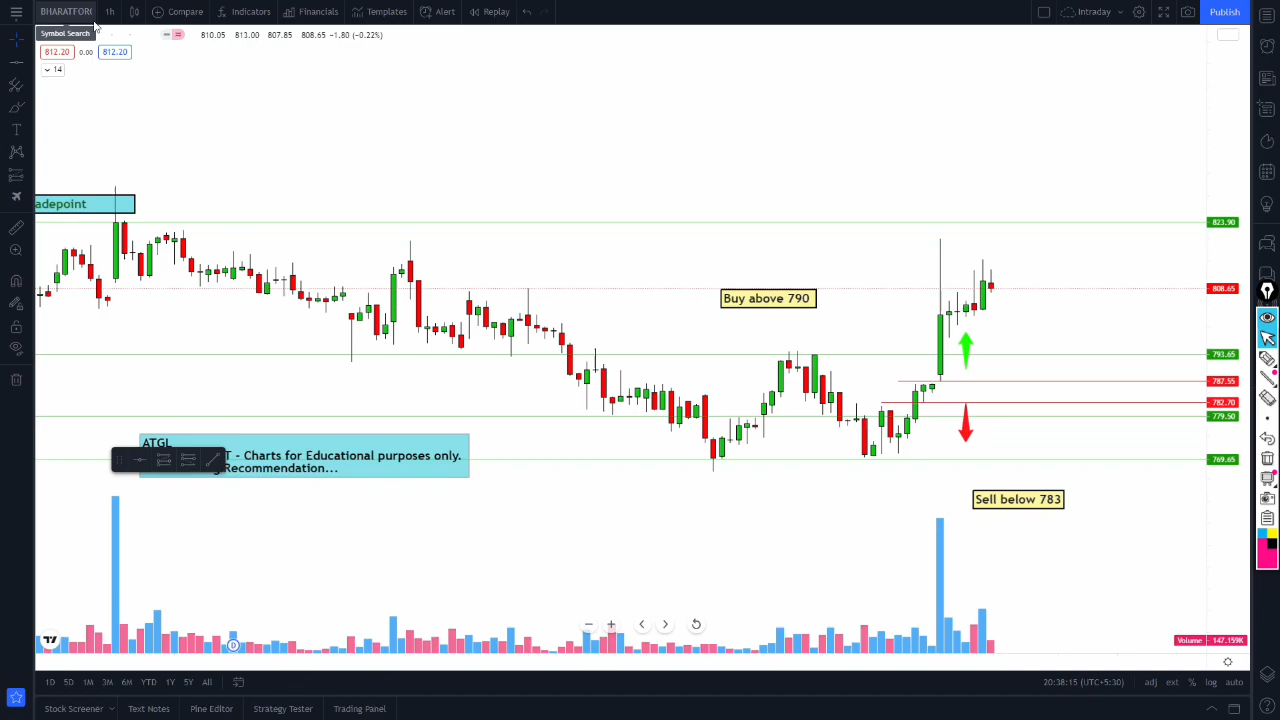 BHARATFORG 1h Compare Indicators Financials Templates Alert Replay Intraday Publish
Symbol Search
810.05 813.00 807.85 808.65 −1.80 (−0.22%)
812.20 0.00 812.20
14
adepoint
823.90
808.65
Buy above 790
793.65
787.55
782.70
779.50
769.65
ATGL
T - Charts for Educational purposes only.
Recommendation...
Sell below 783
D
Volume 147.159K
1D 5D 1M 3M 6M YTD 1Y 5Y All 20:38:15 (UTC+5:30) adj ext % log auto
Stock Screener Text Notes Pine Editor Strategy Tester Trading Panel